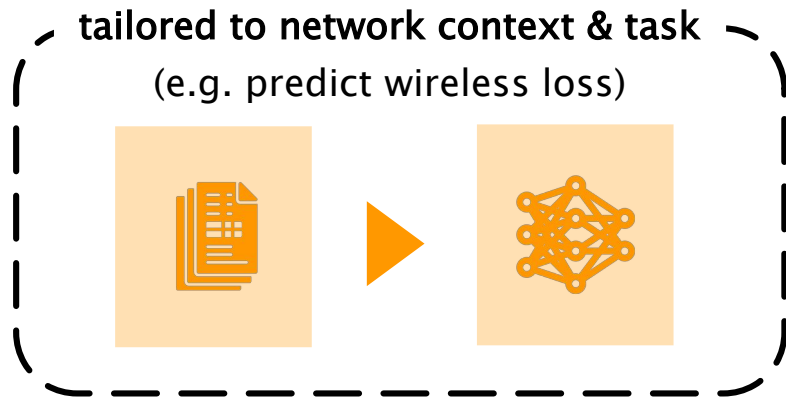 tailored to network context & task
(e.g. predict wireless loss)